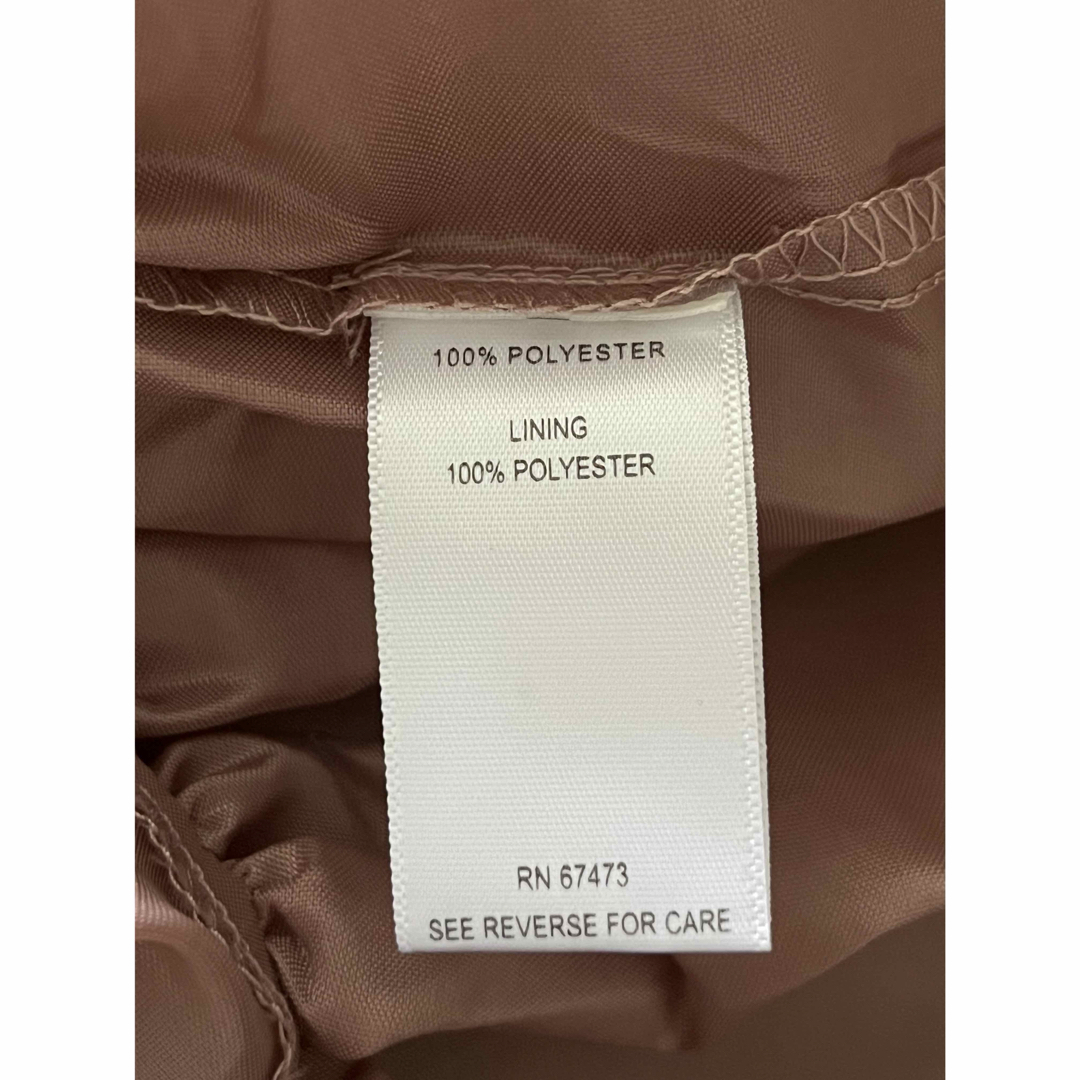 100% POLYESTER
LINING
100% POLYESTER
RN 67473
SEE REVERSE FOR CARE